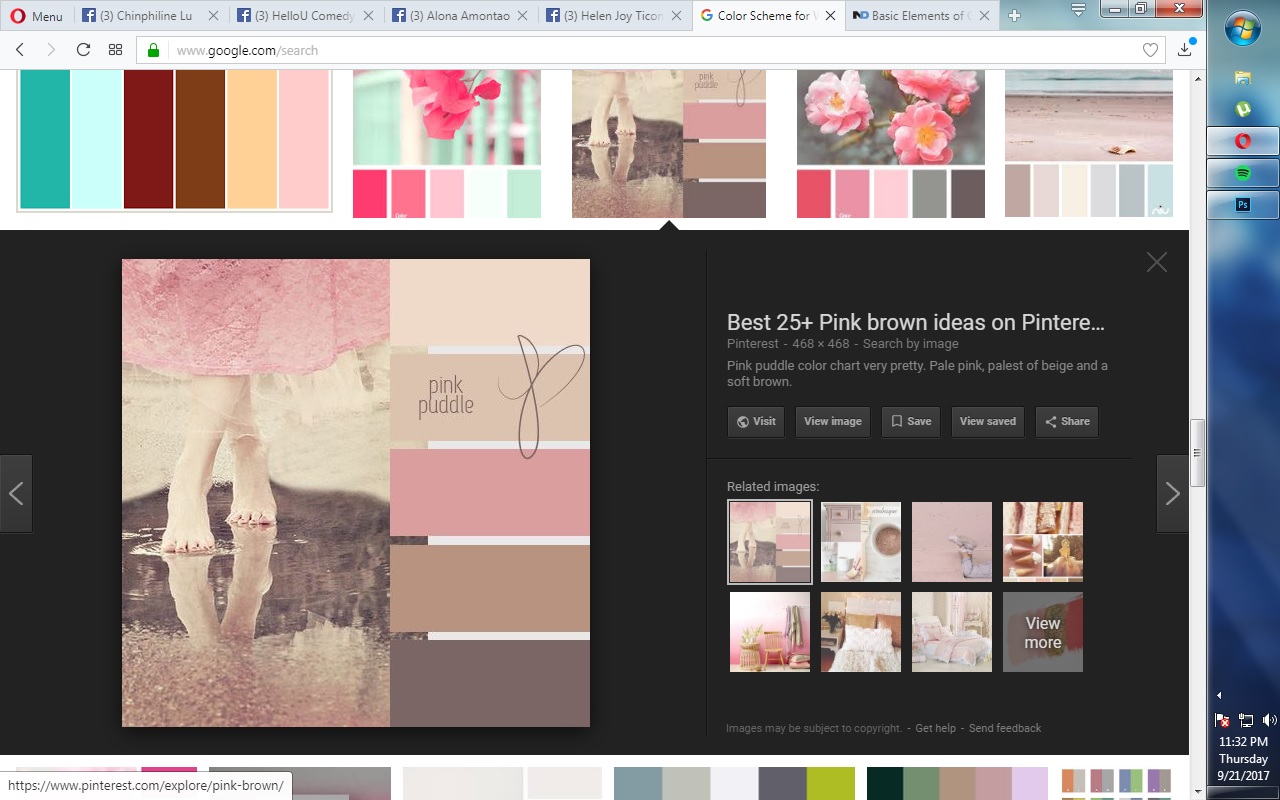 Menu
(3) Chinphiline Lu
(3) HelloU Comedy
(3) Alona Amontao
(3) Helen Joy Ticon
Color Scheme for W
Basic Elements of
www.google.com/search
Color
pink
puddle
Color
pink
puddle
Best 25+ Pink brown ideas on Pintere...
Pinterest - 468 × 468 - Search by image
Pink puddle color chart very pretty. Pale pink, palest of beige and a
soft brown.
Visit
View image
Save
View saved
Share
Related images:
View
more
Images may be subject to copyright. - Get help - Send feedback
https://www.pinterest.com/explore/pink-brown/
Ps
11:32 PM
Thursday
9/21/2017